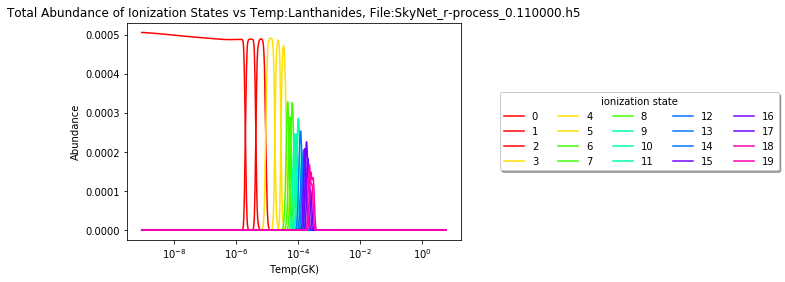 Total Abundance of Ionization States vs Temp:Lanthanides, File:SkyNet_r-process_0.110000.h5
0.0005
0.0004
0.0003
0.0002
0.0001
0.0000
Abundance
10⁻⁸ 10⁻⁶ 10⁻⁴ 10⁻² 10⁰
Temp(GK)
ionization state
0 4 8 12 16
1 5 9 13 17
2 6 10 14 18
3 7 11 15 19